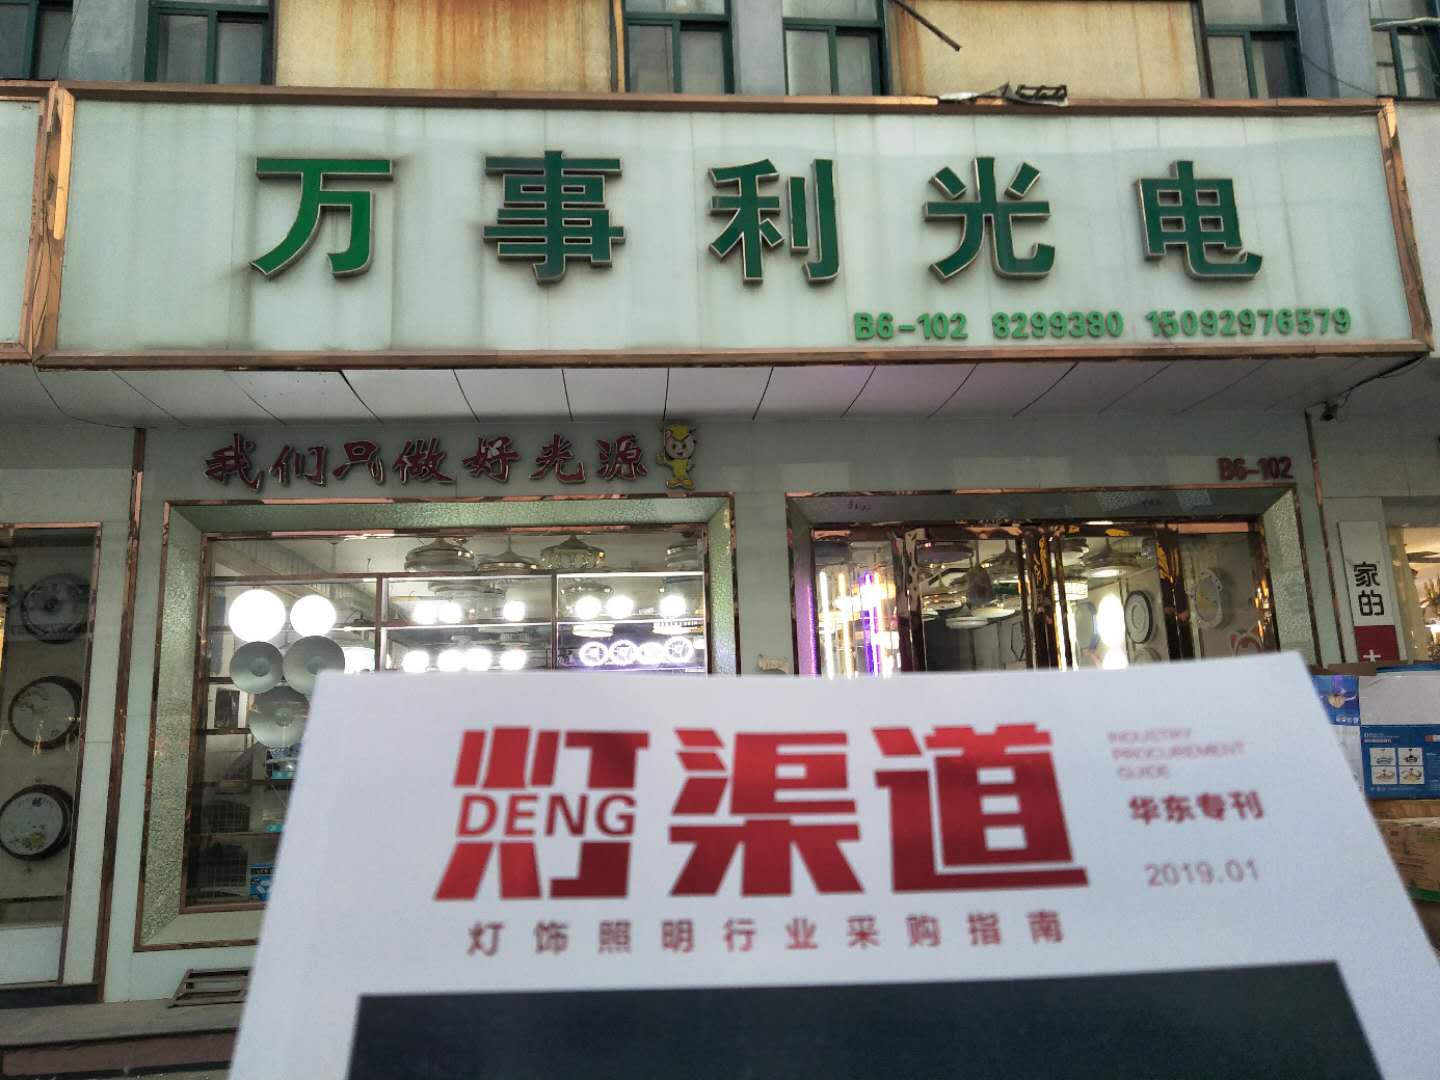 万事利光电
B6-102 8299380 15092976579
我们只做好光源
B6-102
家的
灯渠道
DENG
INDUSTRY
PROCUREMENT
GUIDE
华东专刊
2019.01
灯饰照明行业采购指南